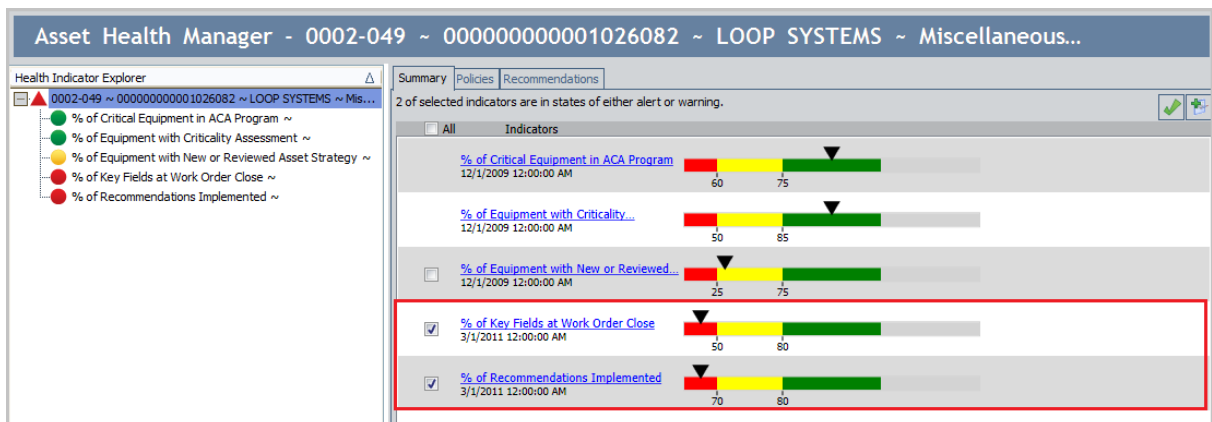 Asset Health Manager - 0002-049 ~ 000000000001026082 ~ LOOP SYSTEMS ~ Miscellaneous...
Health Indicator Explorer
0002-049 ~ 000000000001026082 ~ LOOP SYSTEMS ~ Mis...
% of Critical Equipment in ACA Program ~
% of Equipment with Criticality Assessment ~
% of Equipment with New or Reviewed Asset Strategy ~
% of Key Fields at Work Order Close ~
% of Recommendations Implemented ~
Summary Policies Recommendations
2 of selected indicators are in states of either alert or warning.
All Indicators
% of Critical Equipment in ACA Program
12/1/2009 12:00:00 AM
60 75
% of Equipment with Criticality...
12/1/2009 12:00:00 AM
50 85
% of Equipment with New or Reviewed...
12/1/2009 12:00:00 AM
25 75
% of Key Fields at Work Order Close
3/1/2011 12:00:00 AM
50 80
% of Recommendations Implemented
3/1/2011 12:00:00 AM
70 80